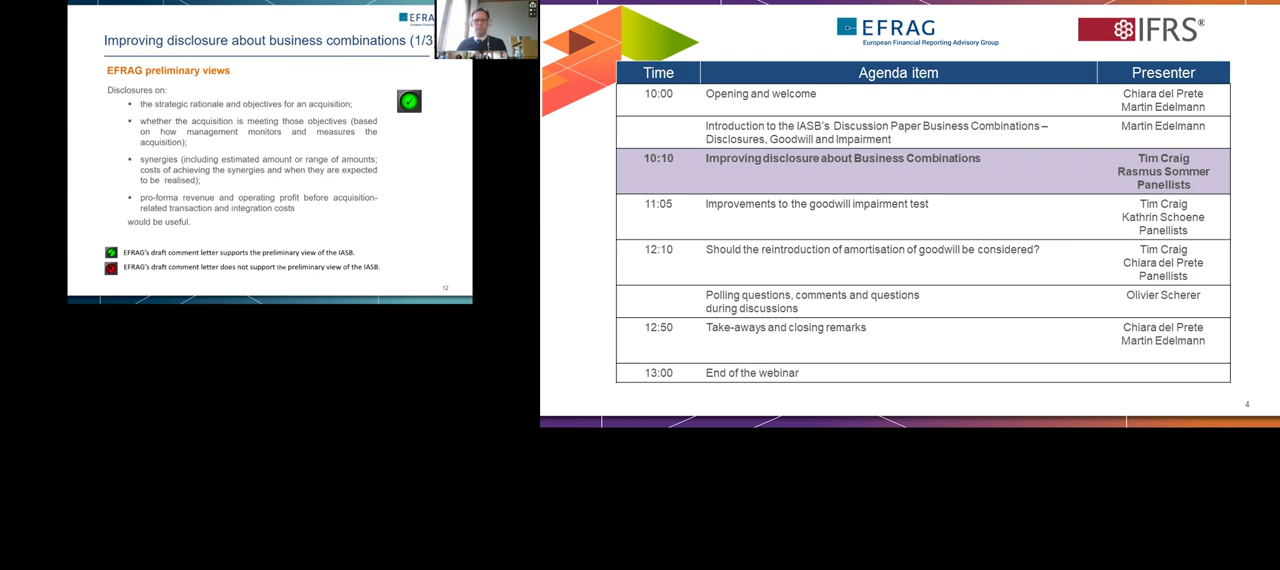 EFRAG
Improving disclosure about business combinations (1/3
EFRAG preliminary views
Disclosures on:
the strategic rationale and objectives for an acquisition;
whether the acquisition is meeting those objectives (based
on how management monitors and measures the
acquisition);
synergies (including estimated amount or range of amounts;
costs of achieving the synergies and when they are expected
to be realised);
pro-forma revenue and operating profit before acquisition-
related transaction and integration costs
would be useful.
EFRAG's draft comment letter supports the preliminary view of the IASB.
EFRAG's draft comment letter does not support the preliminary view of the IASB.
12
EFRAG
European Financial Reporting Advisory Group
IFRS®
Time Agenda item Presenter
10:00 Opening and welcome Chiara del Prete
Martin Edelmann
Introduction to the IASB's Discussion Paper Business Combinations – Martin Edelmann
Disclosures, Goodwill and Impairment
10:10 Improving disclosure about Business Combinations Tim Craig
Rasmus Sommer
Panellists
11:05 Improvements to the goodwill impairment test Tim Craig
Kathrin Schoene
Panellists
12:10 Should the reintroduction of amortisation of goodwill be considered? Tim Craig
Chiara del Prete
Panellists
Polling questions, comments and questions Olivier Scherer
during discussions
12:50 Take-aways and closing remarks Chiara del Prete
Martin Edelmann
13:00 End of the webinar
4